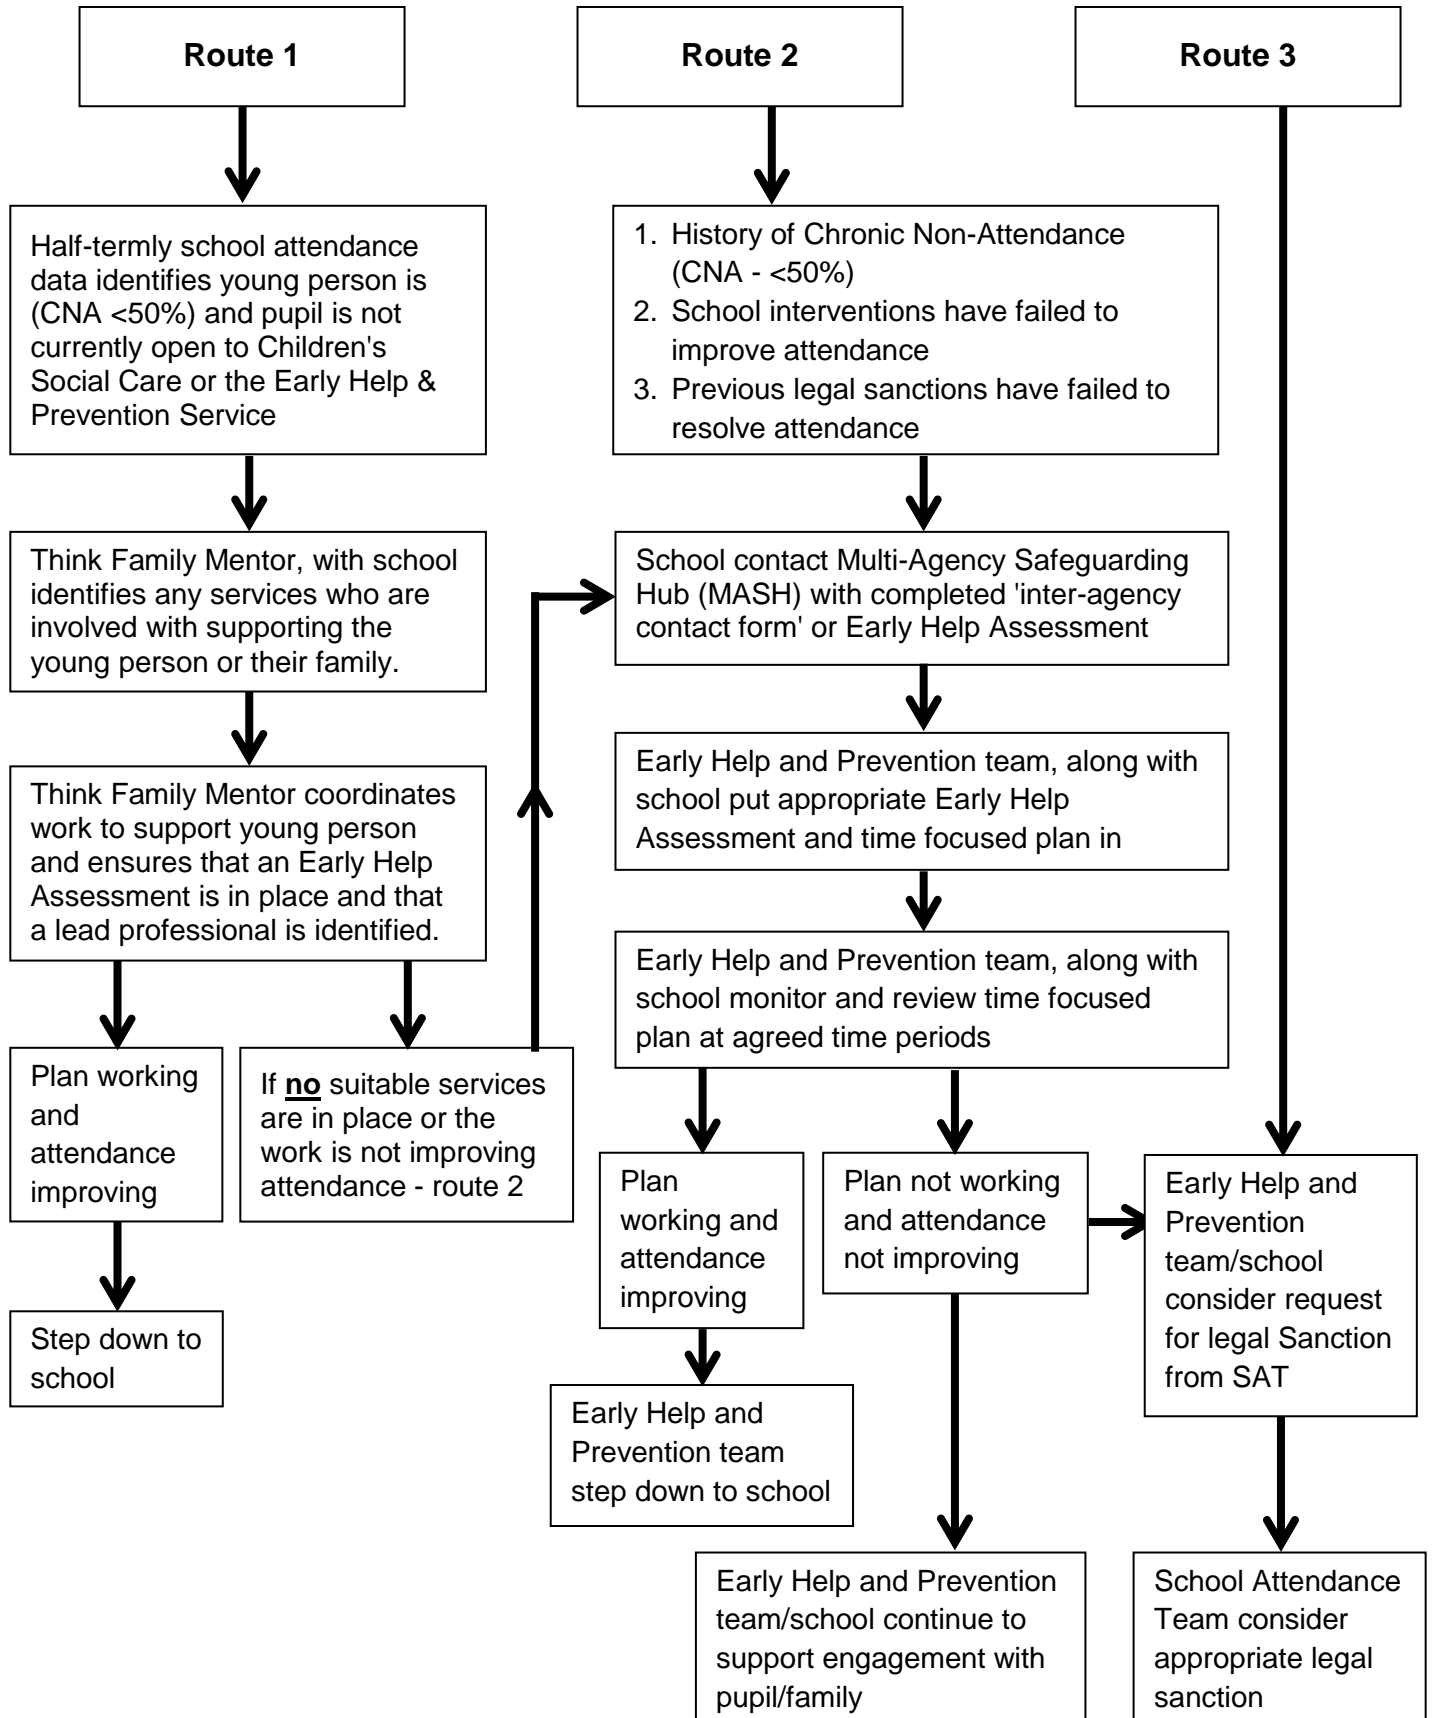 Route 1
Route 2
Route 3
Half-termly school attendance
data identifies young person is
(CNA <50%) and pupil is not
currently open to Children's
Social Care or the Early Help &
Prevention Service
1. History of Chronic Non-Attendance
(CNA - <50%)
2. School interventions have failed to
improve attendance
3. Previous legal sanctions have failed to
resolve attendance
Think Family Mentor, with school
identifies any services who are
involved with supporting the
young person or their family.
School contact Multi-Agency Safeguarding
Hub (MASH) with completed 'inter-agency
contact form' or Early Help Assessment
Think Family Mentor coordinates
work to support young person
and ensures that an Early Help
Assessment is in place and that
a lead professional is identified.
Early Help and Prevention team, along with
school put appropriate Early Help
Assessment and time focused plan in
Early Help and Prevention team, along with
school monitor and review time focused
plan at agreed time periods
Plan working
and
attendance
improving
If no suitable services
are in place or the
work is not improving
attendance - route 2
Plan
working and
attendance
improving
Plan not working
and attendance
not improving
Early Help and
Prevention
team/school
consider request
for legal Sanction
from SAT
Step down to
school
Early Help and
Prevention team
step down to school
Early Help and Prevention
team/school continue to
support engagement with
pupil/family
School Attendance
Team consider
appropriate legal
sanction